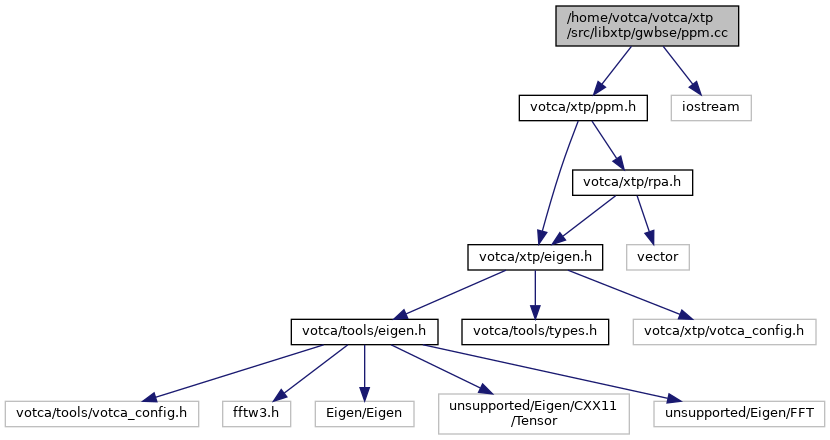 /home/votca/votca/xtp
/src/libxtp/gwbse/ppm.cc
votca/xtp/ppm.h
iostream
votca/xtp/rpa.h
votca/xtp/eigen.h
vector
votca/tools/eigen.h
votca/tools/types.h
votca/xtp/votca_config.h
votca/tools/votca_config.h
fftw3.h
Eigen/Eigen
unsupported/Eigen/CXX11
/Tensor
unsupported/Eigen/FFT